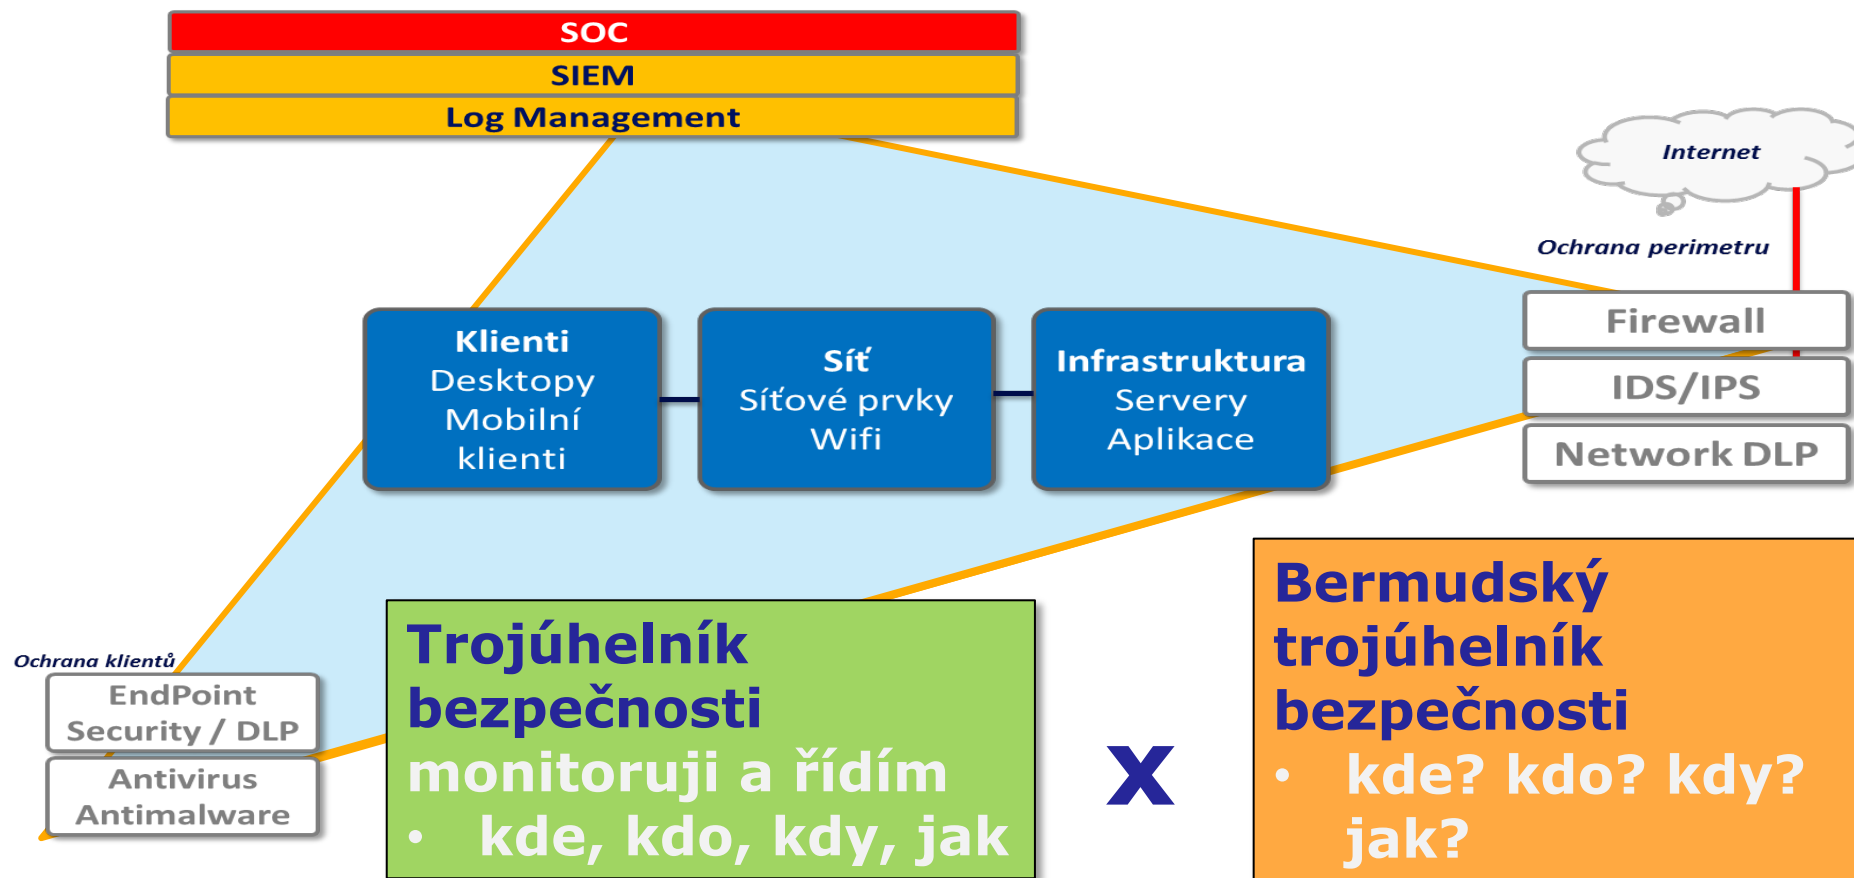 SOC
SIEM
Log Management
Internet
Ochrana perimetru
Firewall
IDS/IPS
Network DLP
Klienti
Desktopy
Mobilní
klienti
Síť
Síťové prvky
Wifi
Infrastruktura
Servery
Aplikace
Ochrana klientů
EndPoint
Security / DLP
Antivirus
Antimalware
Trojúhelník
bezpečnosti
monitoruji a řídím
• kde, kdo, kdy, jak
x
Bermudský
trojúhelník
bezpečnosti
• kde? kdo? kdy?
jak?